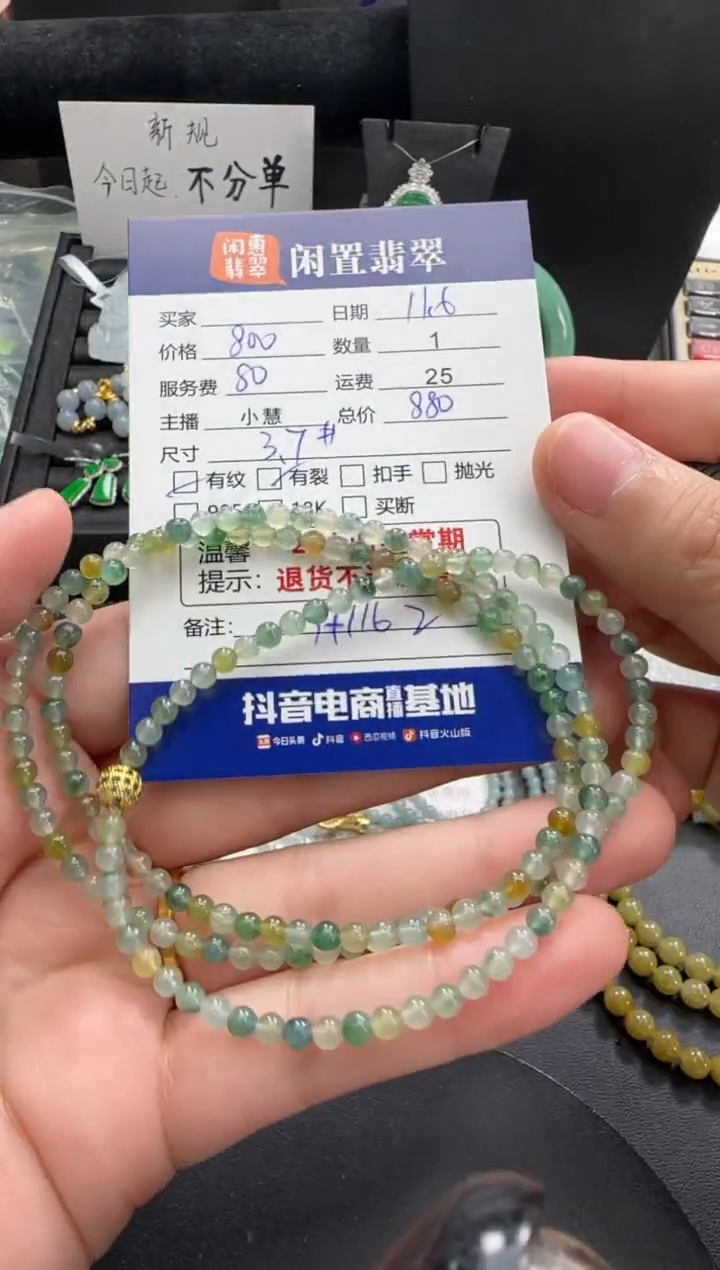 新规
今日起、不分单
闲惠翡翠 闲置翡翠
买家 日期 11.6
价格 800 数量 1
服务费 80 运费 25
主播 小慧 总价 880
尺寸 3.7#
有纹 有裂 扣手 抛光
18K 买断
温馨
提示: 退货不
备注:
抖音电商直播基地
今日头条 抖音 西瓜视频 抖音火山版